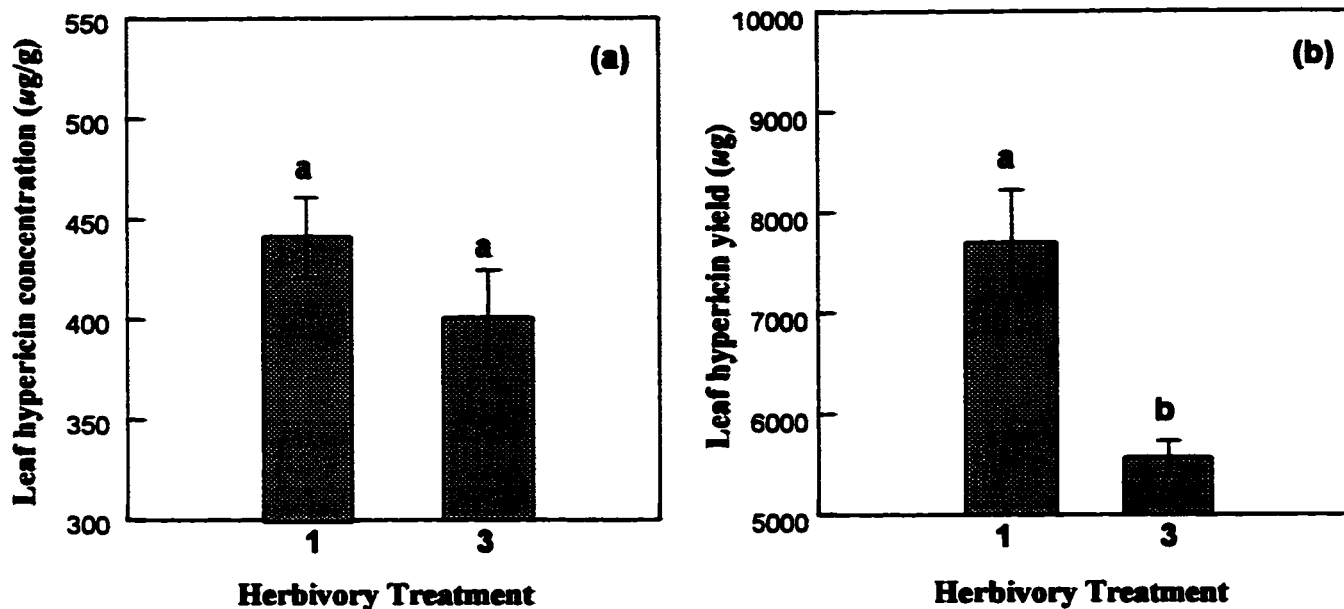 (a)
Leaf hypericin concentration (ug/g)
550
500
450
400
350
300
a
a
1
3
Herbivory Treatment
(b)
Leaf hypericin yield (ug)
10000
9000
8000
7000
6000
5000
a
b
1
3
Herbivory Treatment